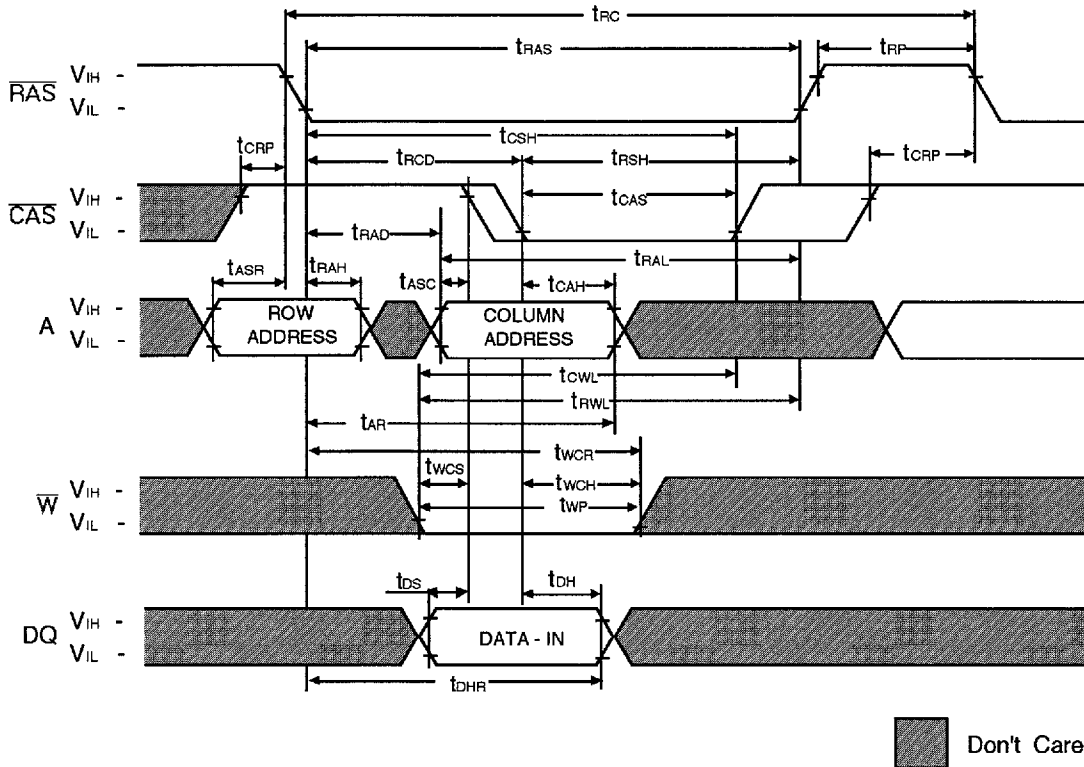 tRC
tRAS
tRP
RAS
VIH -
VIL -
tCSH
tCRP
tRCD
tRSH
tCRP
CAS
VIH -
VIL -
tCAS
tRAD
tRAL
tASR
tRAH
tASC
tCAH
A
VIH -
VIL -
ROW
ADDRESS
COLUMN
ADDRESS
tCWL
tRWL
tAR
tWCR
tWCS
tWCH
tWP
W
VIH -
VIL -
tDS
tDH
DQ
VIH -
VIL -
DATA - IN
tDHR
Don't Care